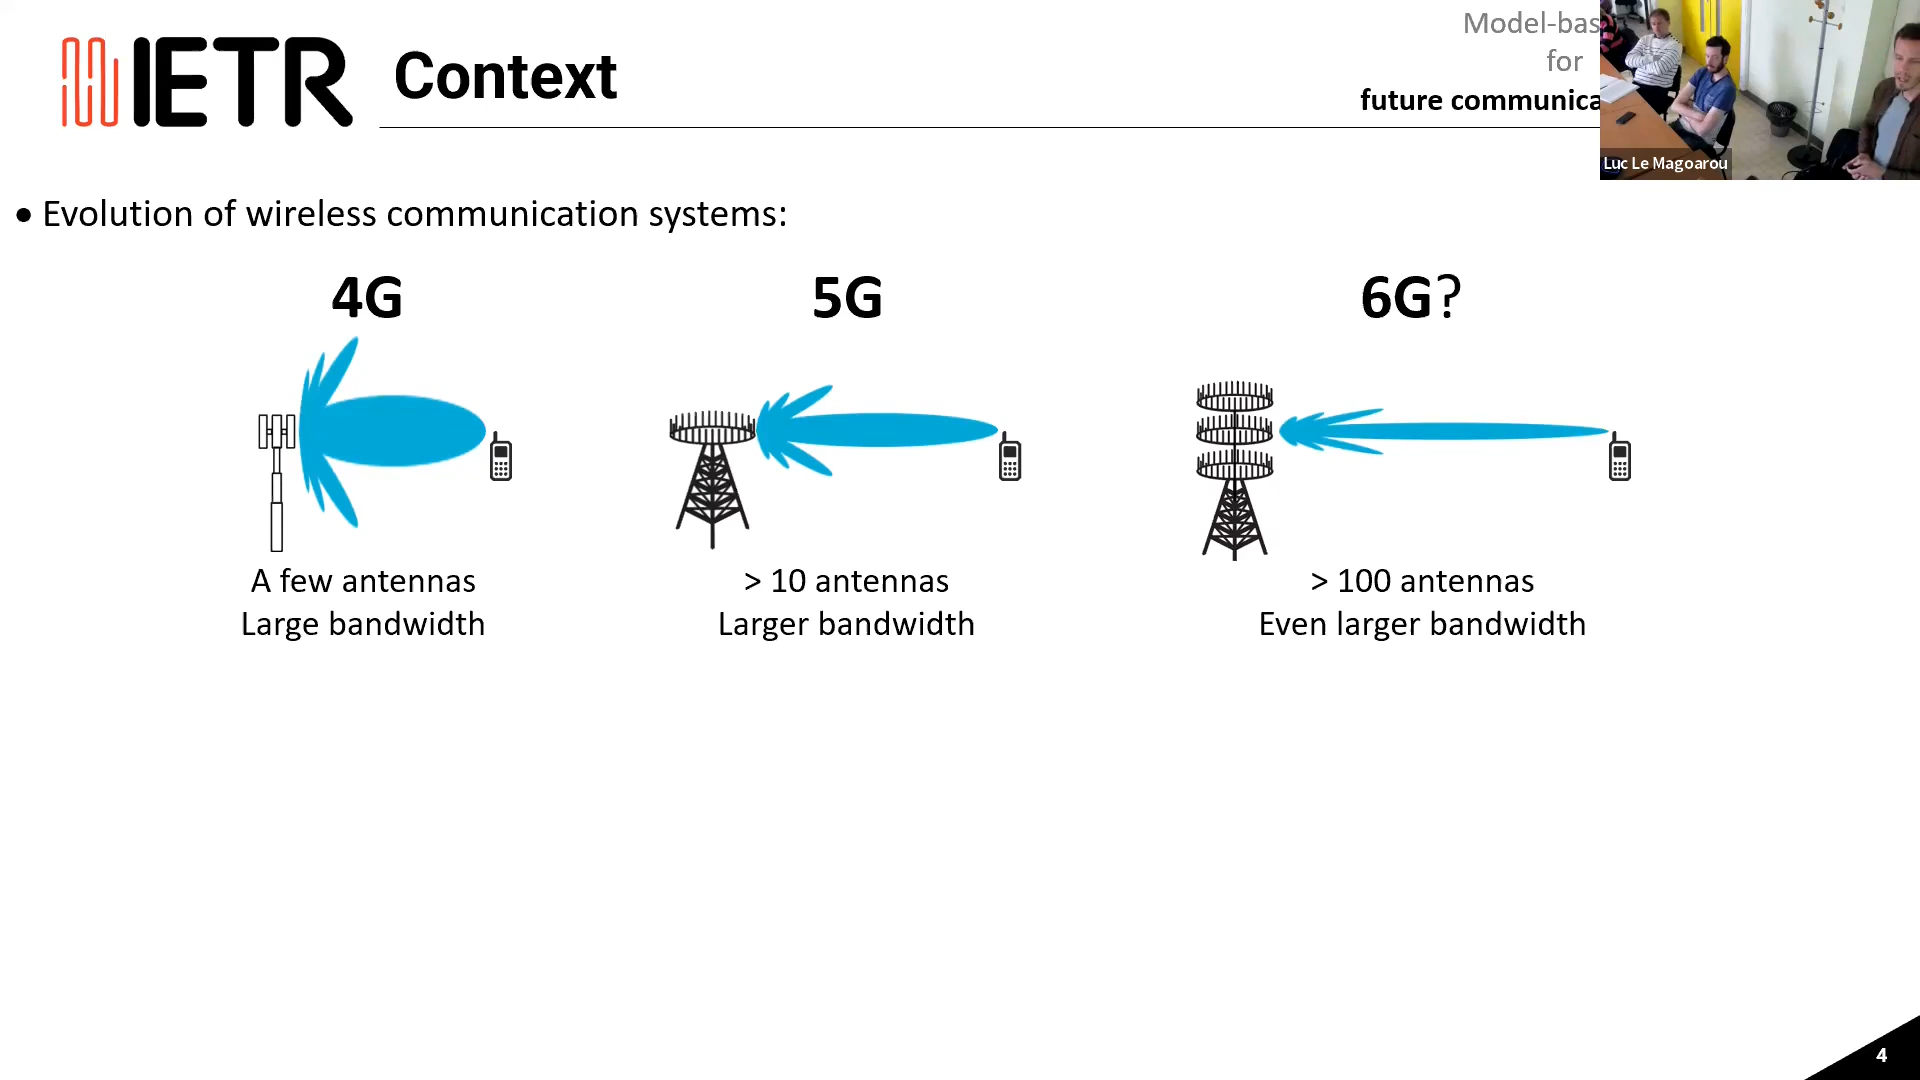 IETR
Context
Model-bas
for
future communica
Luc Le Magoarou
• Evolution of wireless communication systems:
4G
5G
6G?
A few antennas
Large bandwidth
> 10 antennas
Larger bandwidth
> 100 antennas
Even larger bandwidth
4